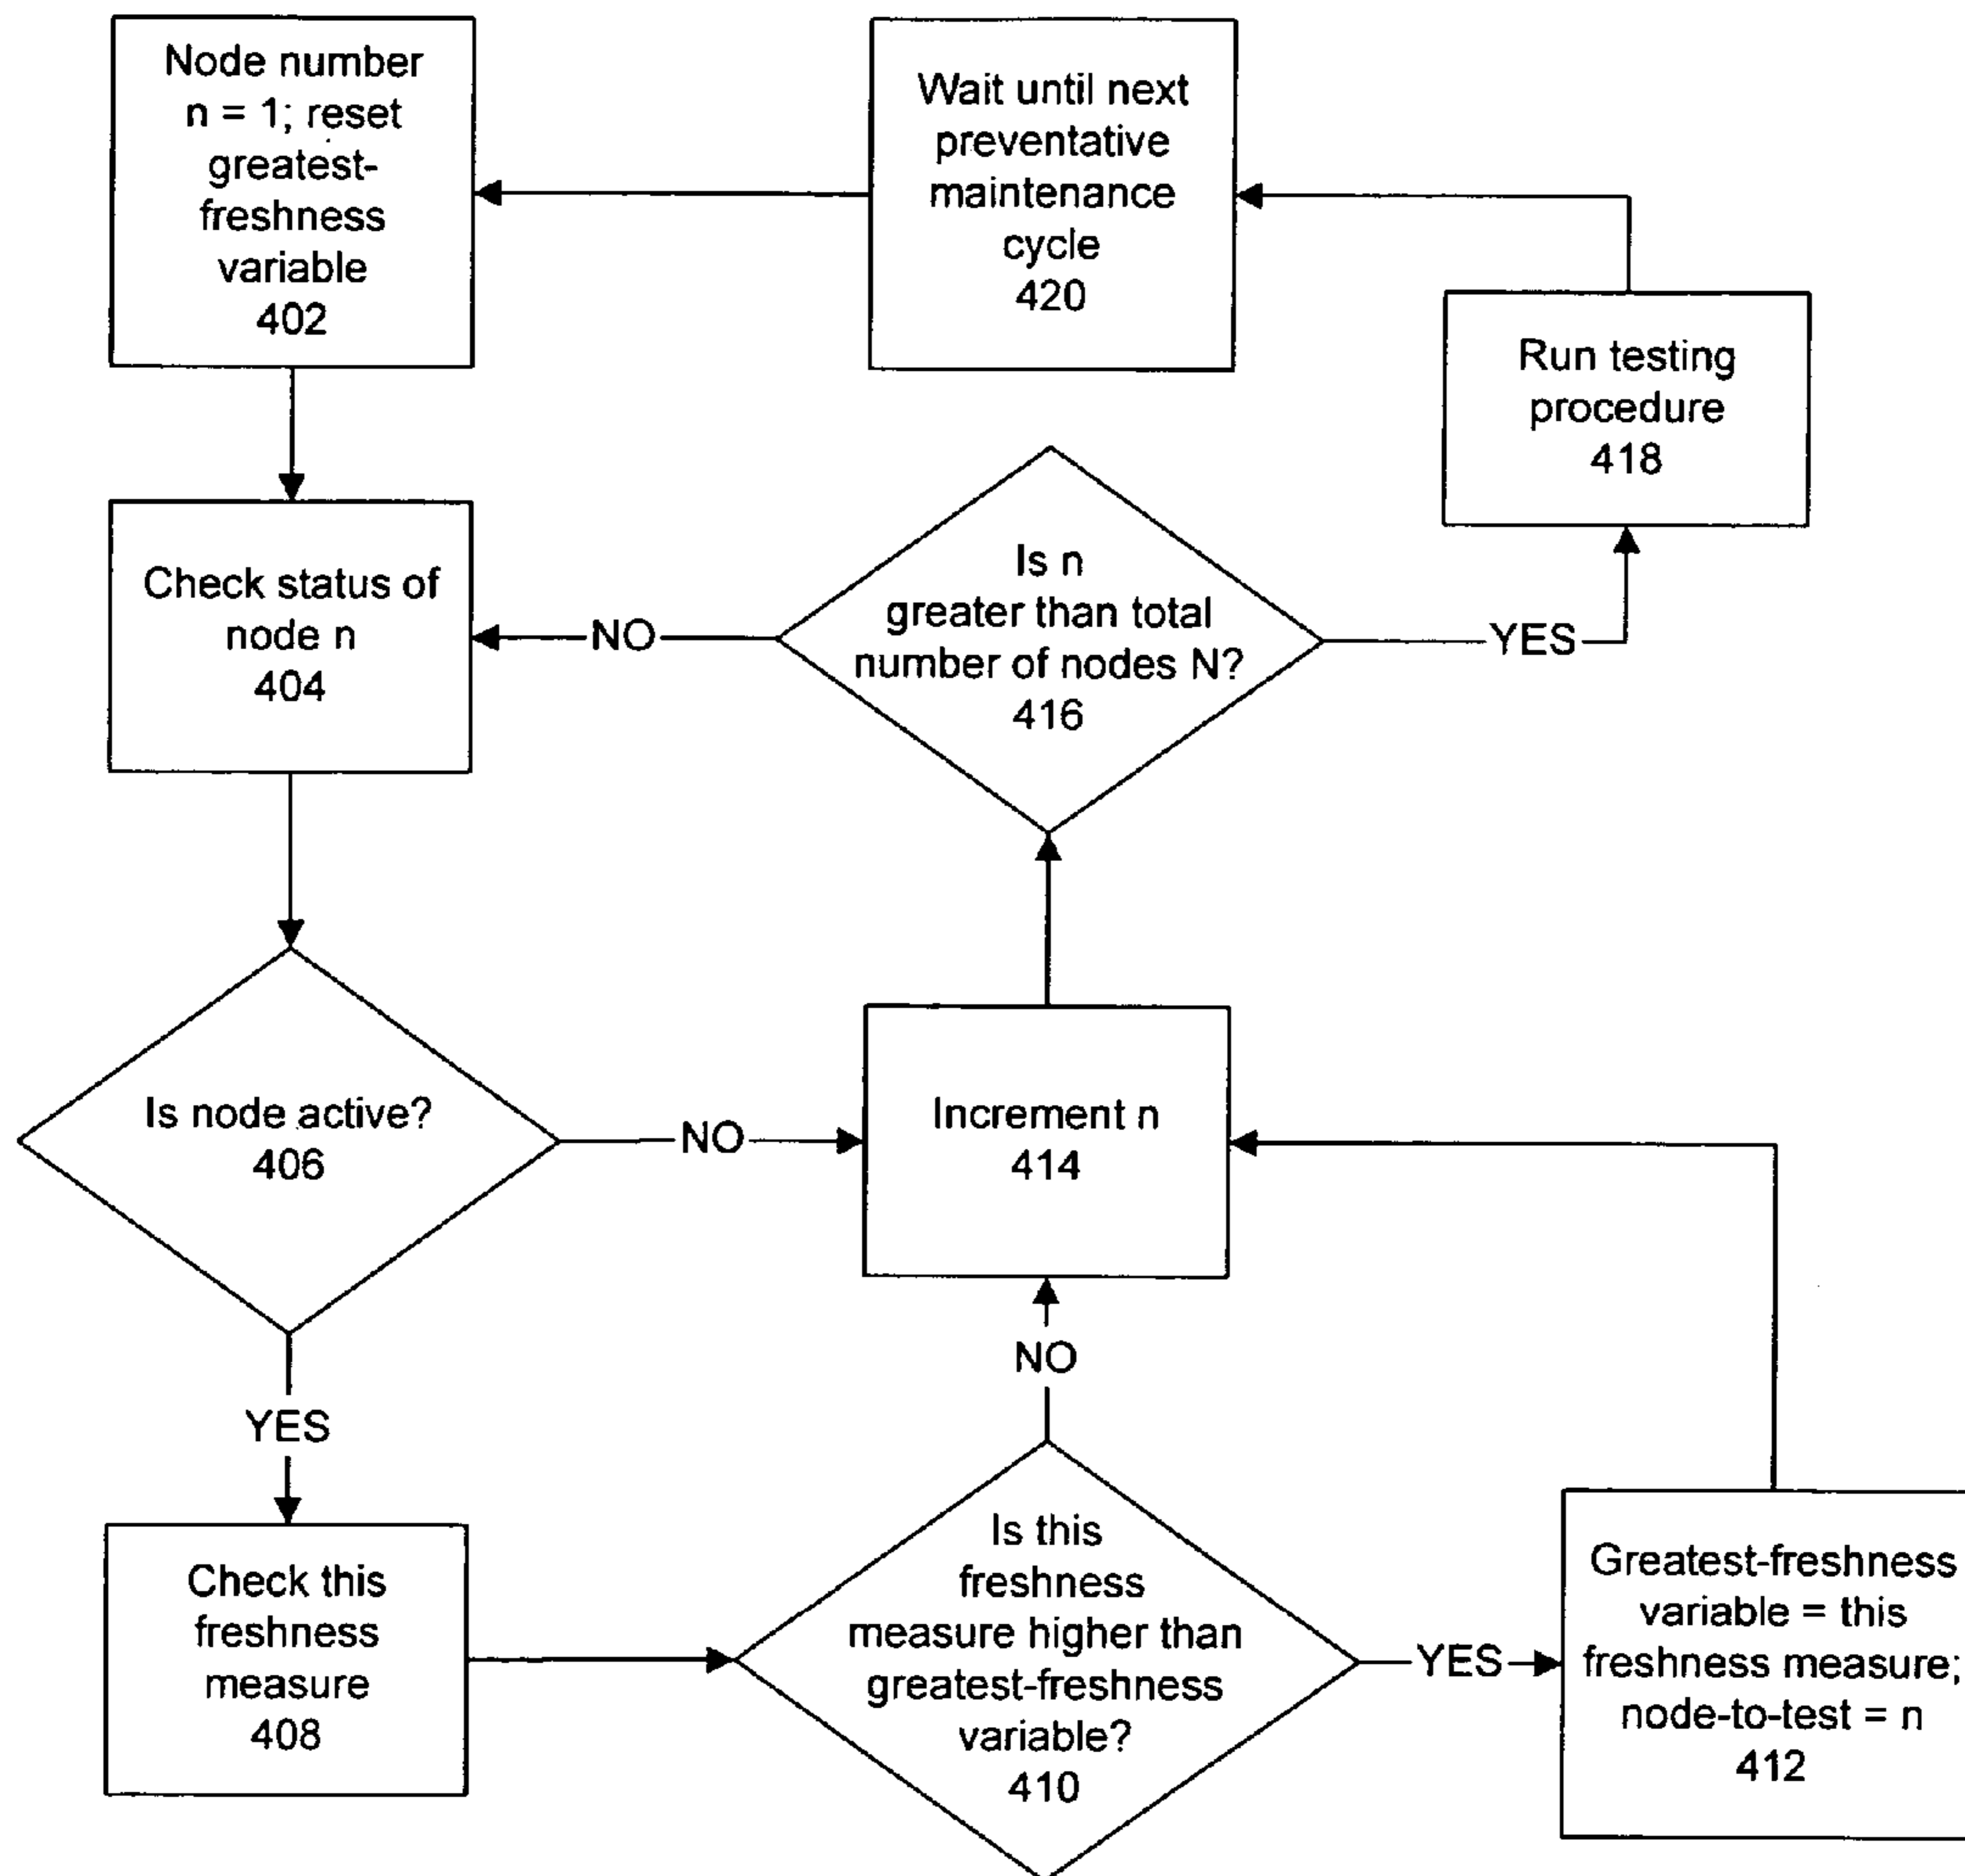 Node number
n = 1; reset
greatest-
freshness
variable
402
Wait until next
preventative
maintenance
cycle
420
Run testing
procedure
418
Check status of
node n
404
NO
Is n
greater than total
number of nodes N?
416
YES
Is node active?
406
NO
Increment n
414
YES
NO
Check this
freshness
measure
408
Is this
freshness
measure higher than
greatest-freshness
variable?
410
YES
Greatest-freshness
variable = this
freshness measure;
node-to-test = n
412